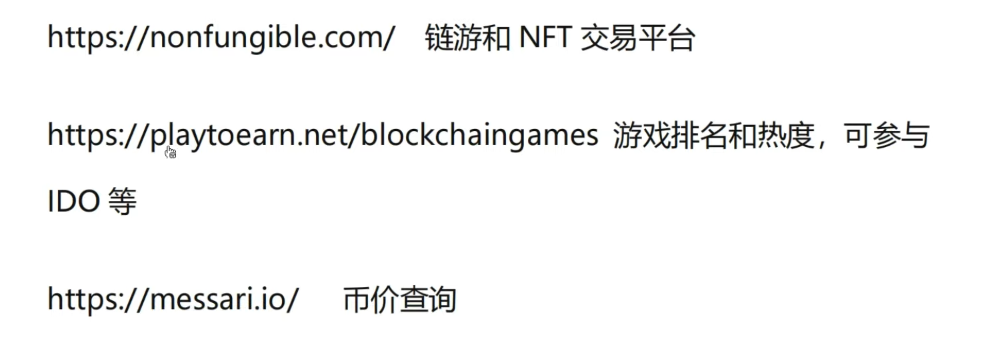 https://nonfungible.com/ 链游和 NFT 交易平台
https://playtoearn.net/blockchaingames 游戏排名和热度，可参与
IDO 等
https://messari.io/ 币价查询